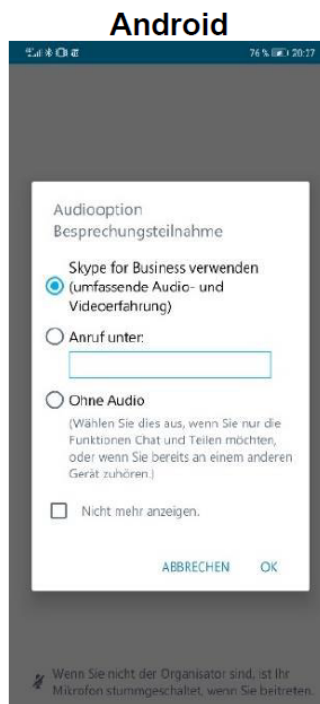 Android
76 % 20:17
Audiooption
Besprechungsteilnahme
Skype for Business verwenden
(umfassende Audio- und
Videoerfahrung)
Anruf unter:
Ohne Audio
(Wählen Sie dies aus, wenn Sie nur die
Funktionen Chat und Teilen möchten,
oder wenn Sie bereits an einem anderen
Gerät zuhören.)
Nicht mehr anzeigen.
ABBRECHEN OK
Wenn Sie nicht der Organisator sind, ist Ihr
Mikrofon stummgeschaltet, wenn Sie beitreten.